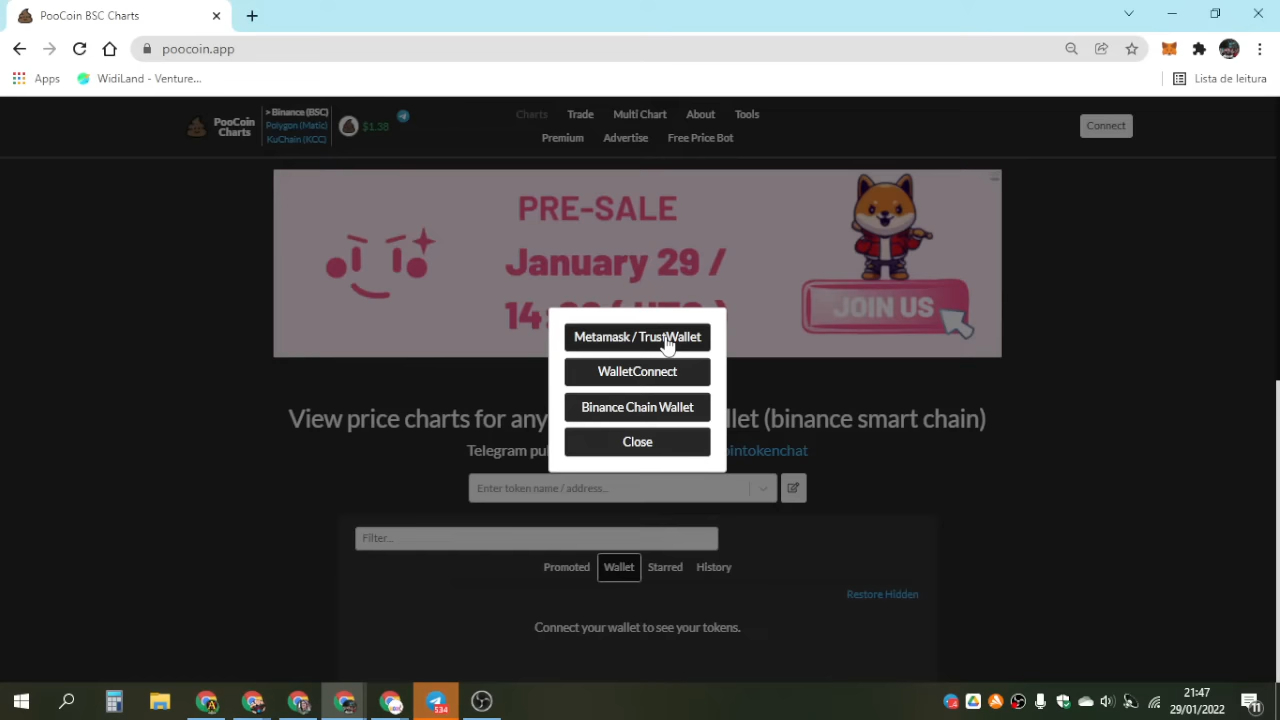 PooCoin BSC Charts
poocoin.app
Apps
WidiLand - Venture...
Lista de leitura
PooCoin
Charts
> Binance (BSC)
Polygon (Matic)
KuChain (KCC)
$1.38
Charts
Trade
Multi Chart
About
Tools
Premium
Advertise
Free Price Bot
Connect
PRE-SALE
January 29 /
JOIN US
Metamask / TrustWallet
WalletConnect
Binance Chain Wallet
Close
View price charts for any
llet (binance smart chain)
Telegram pu
ointokenchat
Enter token name / address...
Filter...
Promoted
Wallet
Starred
History
Restore Hidden
Connect your wallet to see your tokens.
534
21:47
29/01/2022
11